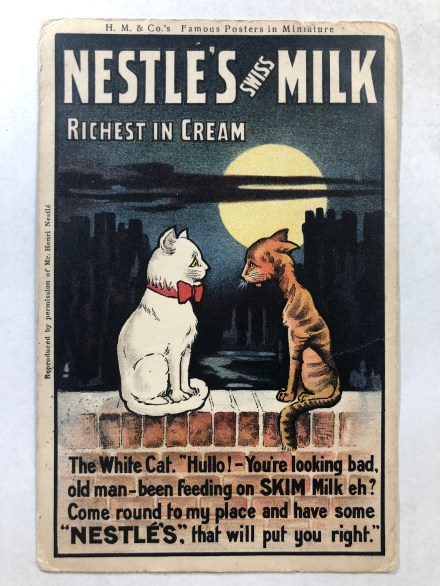 H. M. & Co.'s Famous Posters in Miniature
NESTLÉ'S SWISS MILK
RICHEST IN CREAM
Reproduced by permission of Mr. Henri Nestlé
The White Cat. "Hullo! – You're looking bad,
old man – been feeding on SKIM Milk eh?
Come round to my place and have some
"NESTLÉ'S", that will put you right."